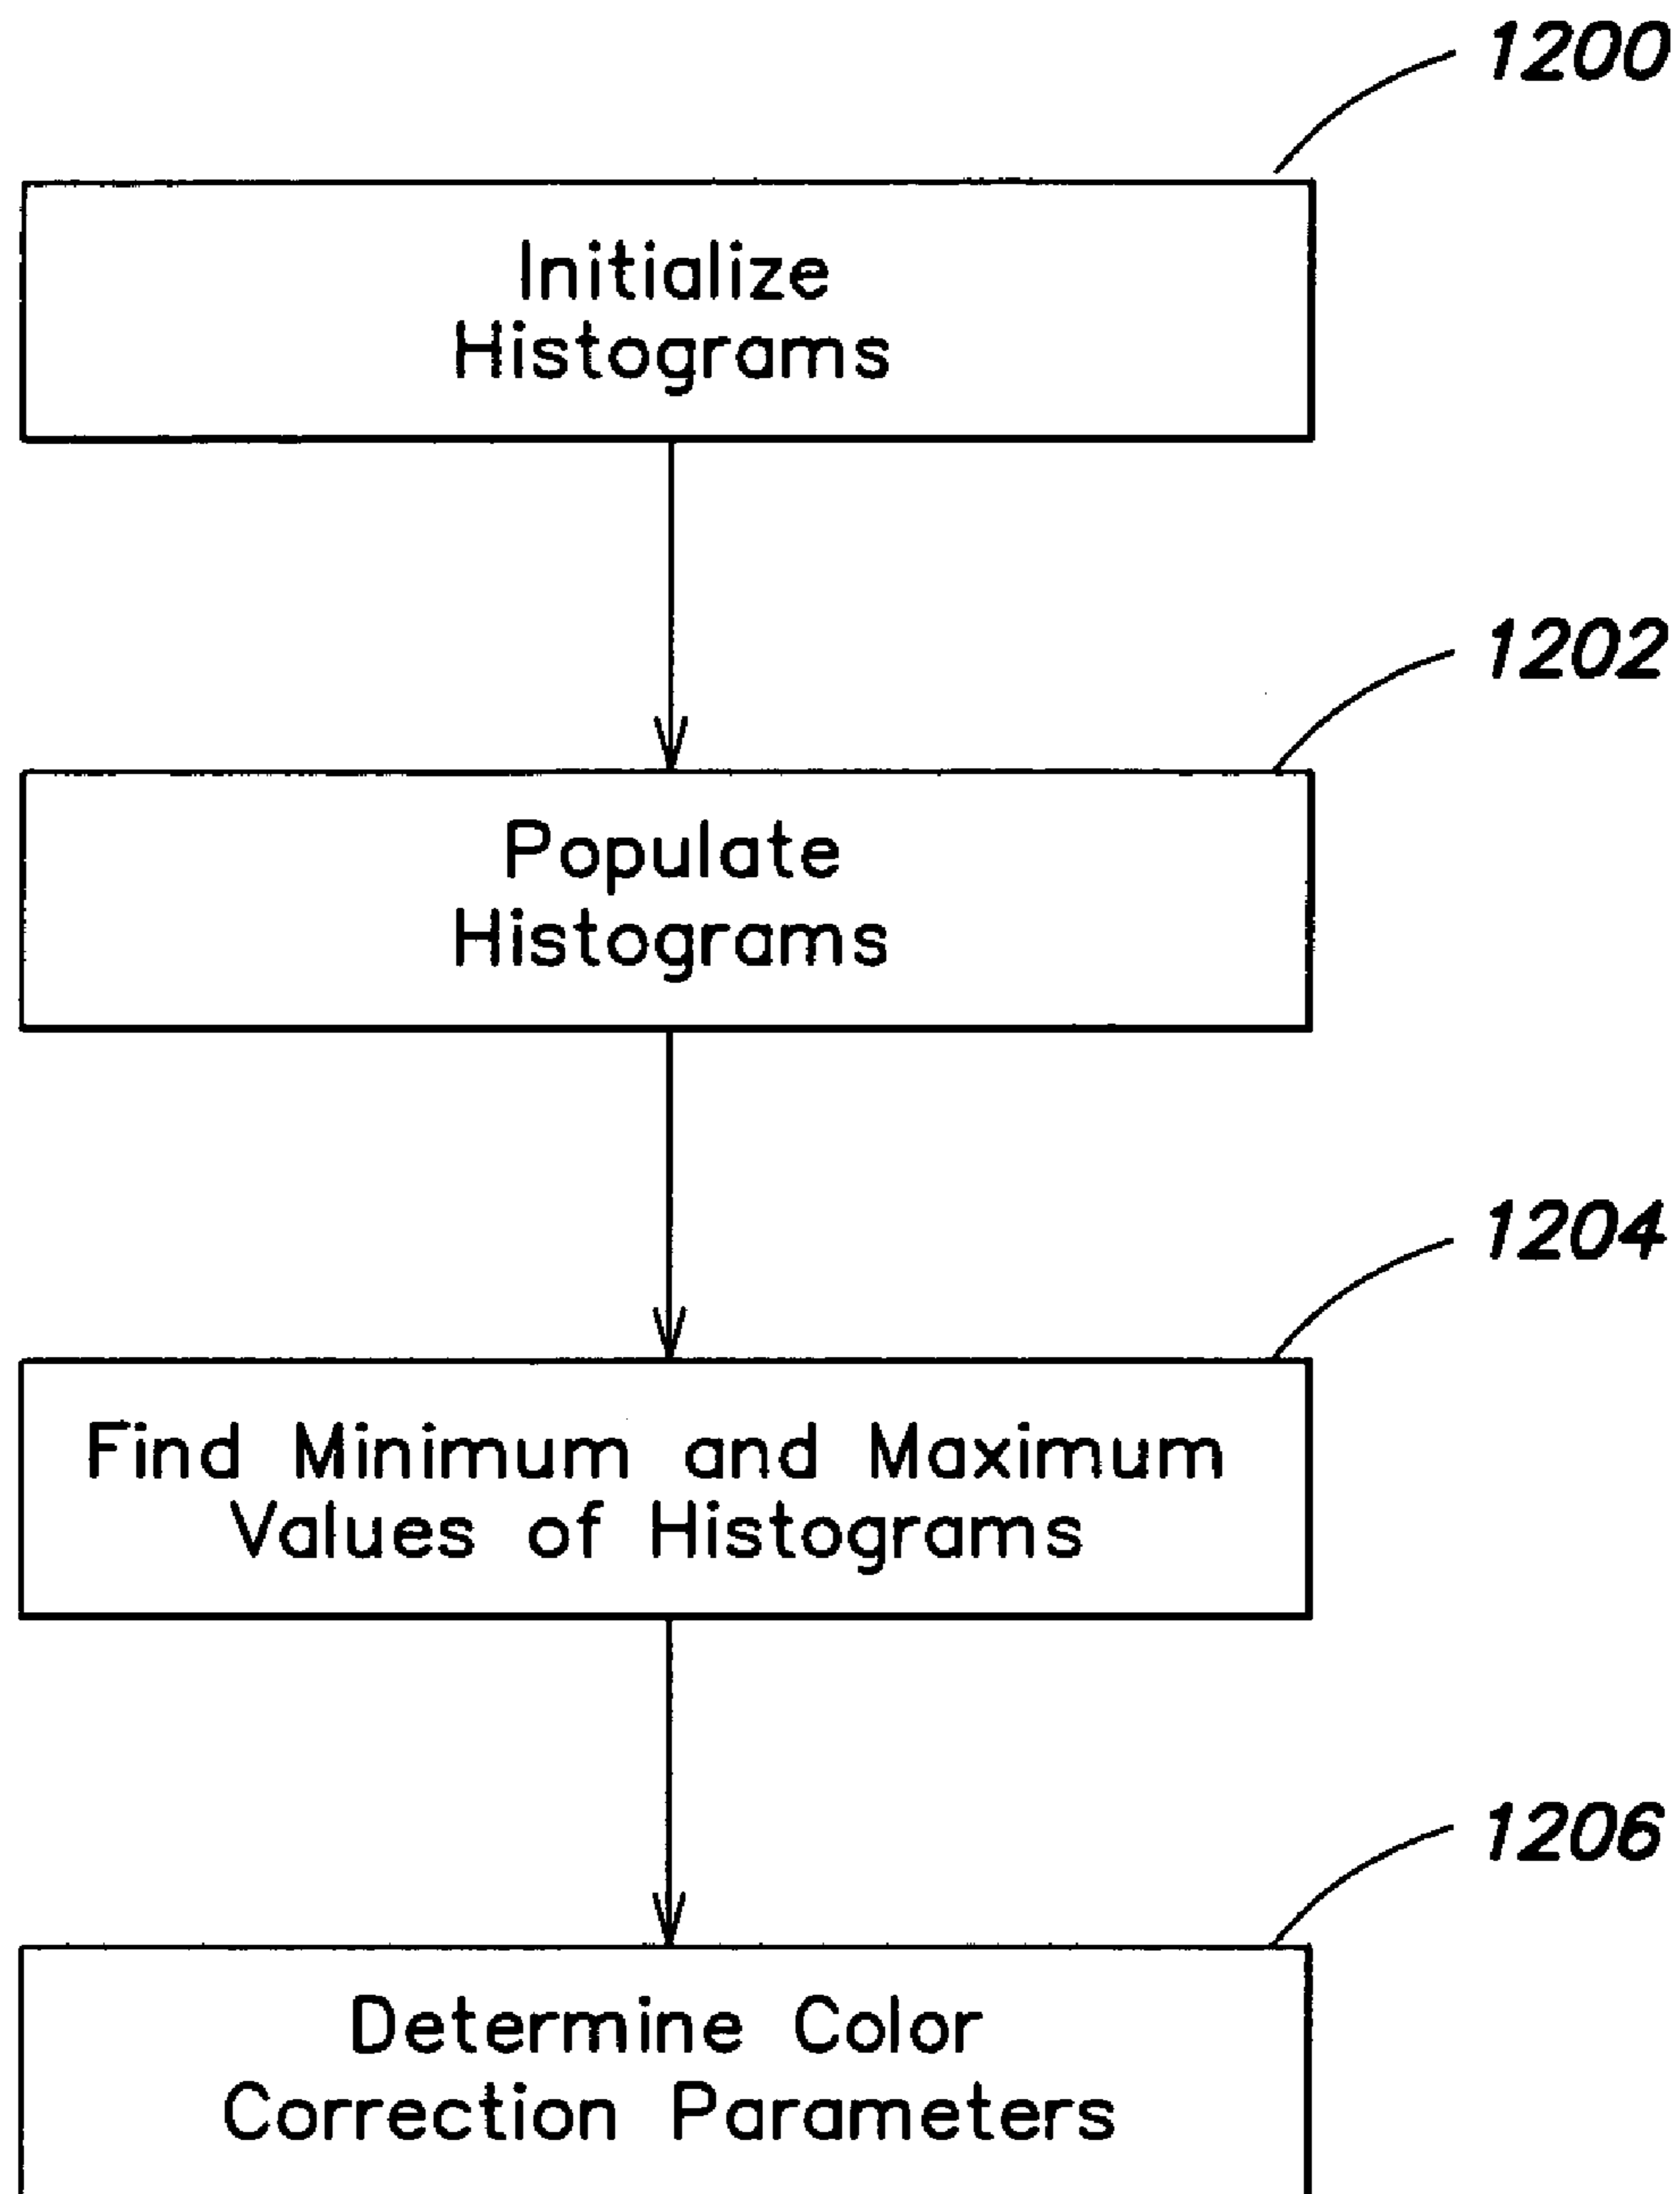 1200
Initialize
Histograms
1202
Populate
Histograms
1204
Find Minimum and Maximum
Values of Histograms
1206
Determine Color
Correction Parameters